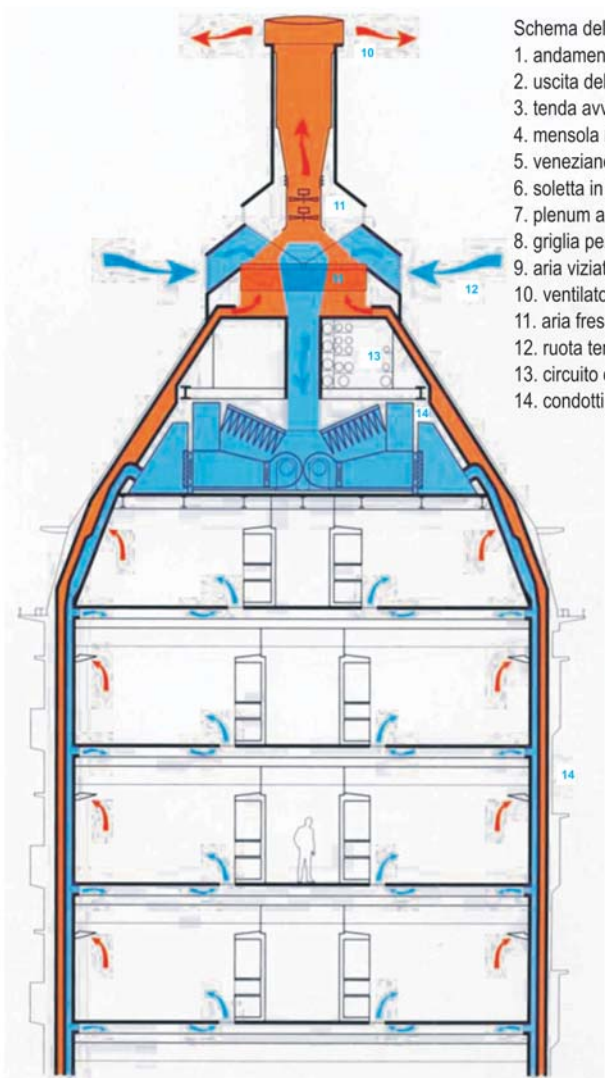 Schema del
1. andamen
2. uscita del
3. tenda avv
4. mensola
5. veneziane
6. soletta in
7. plenum a
8. griglia pe
9. aria viziat
10. ventilato
11. aria fres
12. ruota ter
13. circuito
14. condotti
10
11
12
13
14
14